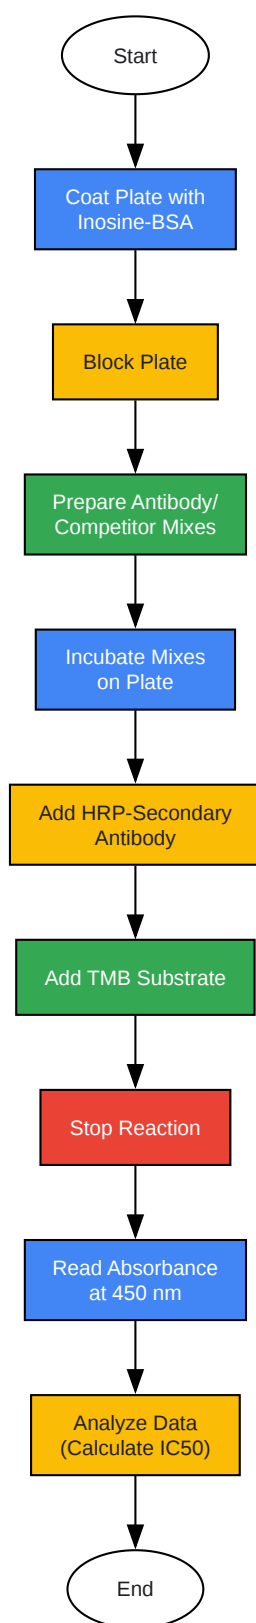 Start
Coat Plate with
Inosine-BSA
Block Plate
Prepare Antibody/
Competitor Mixes
Incubate Mixes
on Plate
Add HRP-Secondary
Antibody
Add TMB Substrate
Stop Reaction
Read Absorbance
at 450 nm
Analyze Data
(Calculate IC50)
End